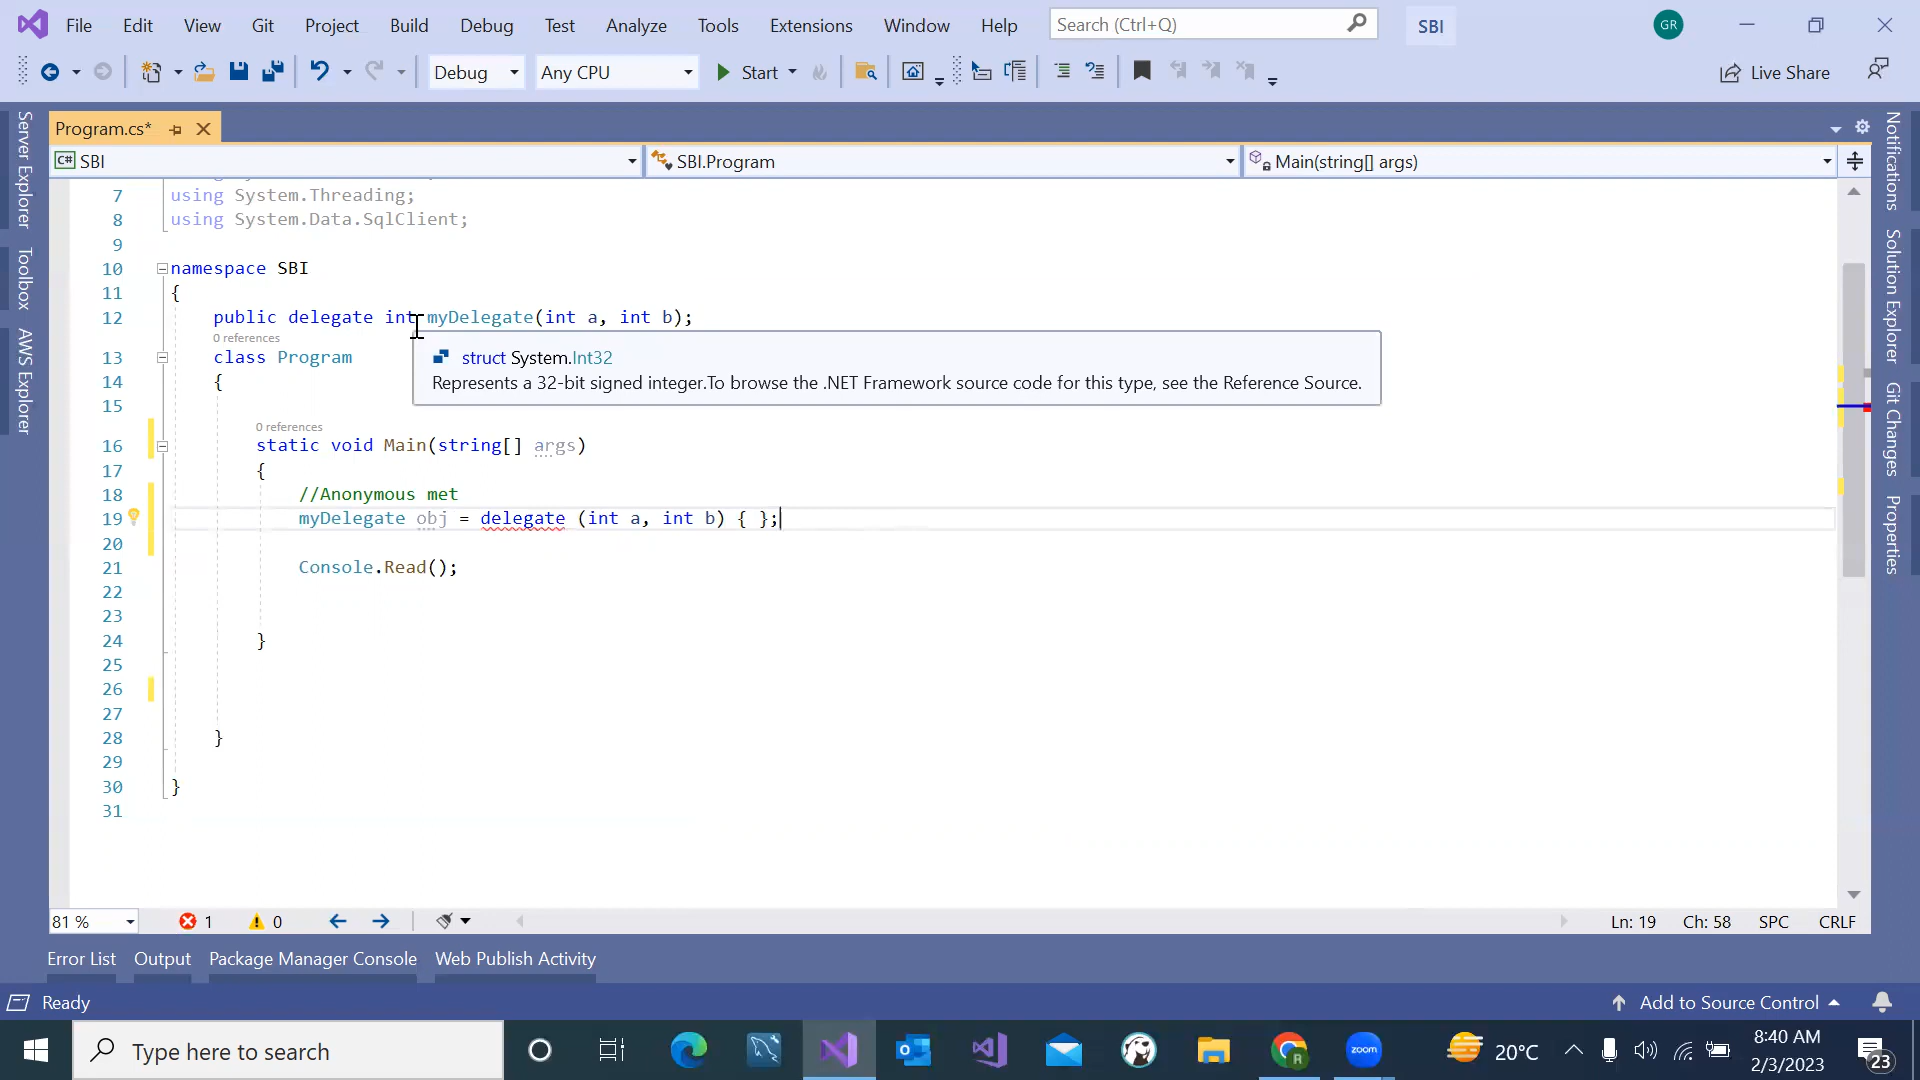 File Edit View Git Project Build Debug Test Analyze Tools Extensions Window Help Search (Ctrl+Q) SBI GR
Debug Any CPU Start Live Share
Program.cs*
C# SBI SBI.Program Main(string[] args)
Server Explorer
Toolbox
AWS Explorer
7 using System.Threading;
8 using System.Data.SqlClient;
9
10 namespace SBI
11 {
12 public delegate int myDelegate(int a, int b);
0 references
13 class Program
struct System.Int32
Represents a 32-bit signed integer.To browse the .NET Framework source code for this type, see the Reference Source.
14 {
15
0 references
16 static void Main(string[] args)
17 {
18 //Anonymous met
19 myDelegate obj = delegate (int a, int b) { };
20
21 Console.Read();
22
23
24 }
25
26
27
28 }
29
30 }
31
Notifications
Solution Explorer
Git Changes
Properties
81 % 1 0 Ln: 19 Ch: 58 SPC CRLF
Error List Output Package Manager Console Web Publish Activity
Ready Add to Source Control
Type here to search zoom 20°C 8:40 AM
2/3/2023
23